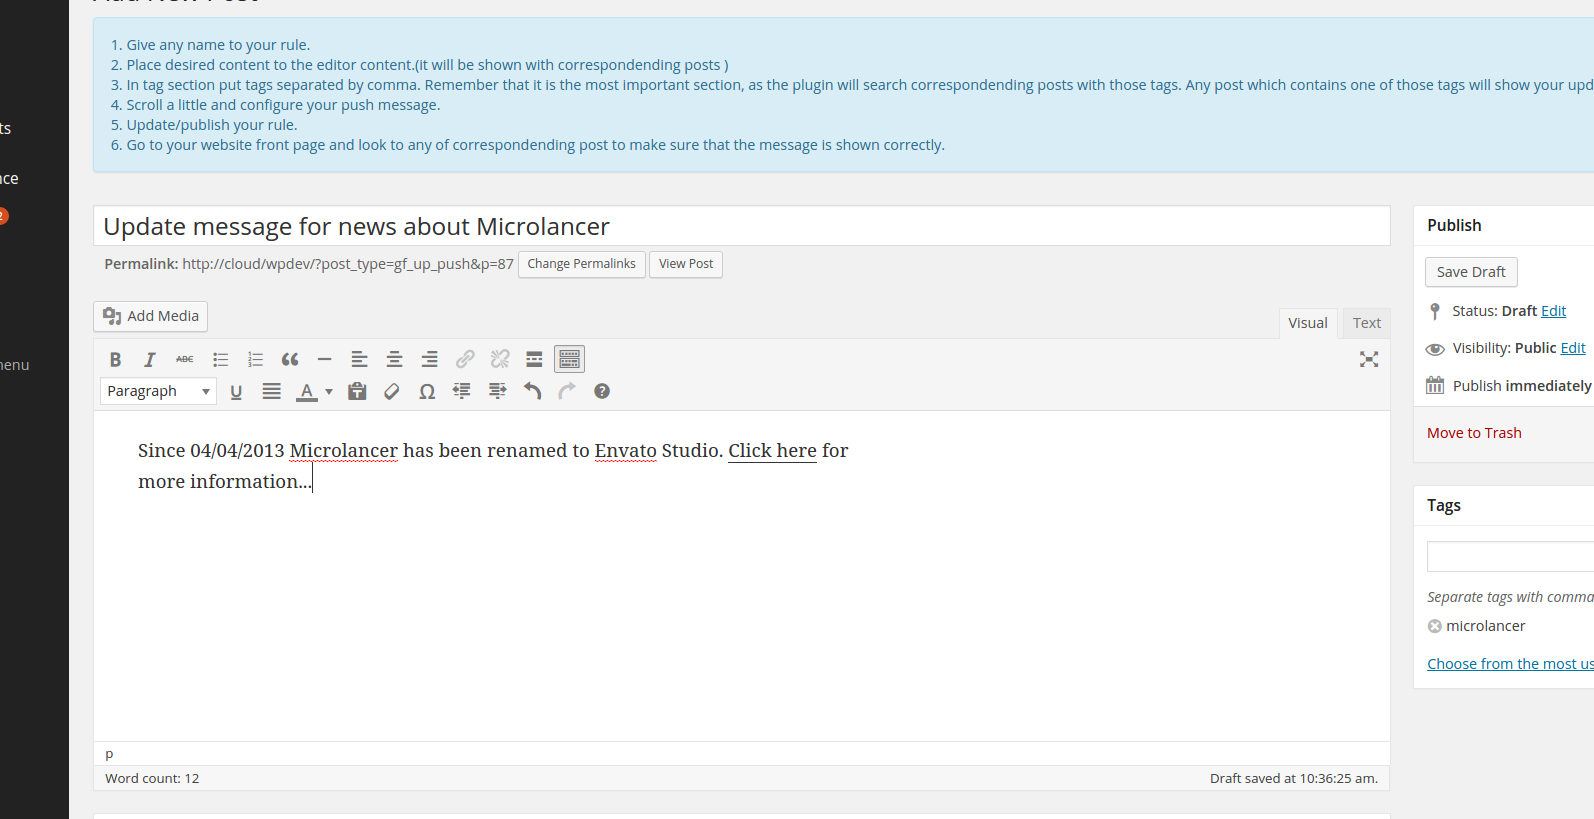 1. Give any name to your rule.
2. Place desired content to the editor content.(it will be shown with correspondending posts )
3. In tag section put tags separated by comma. Remember that it is the most important section, as the plugin will search correspondending posts with those tags. Any post which contains one of those tags will show your upd
4. Scroll a little and configure your push message.
5. Update/publish your rule.
6. Go to your website front page and look to any of correspondending post to make sure that the message is shown correctly.
ts
nce
2
menu
Update message for news about Microlancer
Permalink: http://cloud/wpdev/?post_type=gf_up_push&p=87 Change Permalinks View Post
Add Media
Visual Text
B I ABC
Paragraph U A Ω ?
Since 04/04/2013 Microlancer has been renamed to Envato Studio. Click here for
more information...
p
Word count: 12
Draft saved at 10:36:25 am.
Publish
Save Draft
Status: Draft Edit
Visibility: Public Edit
Publish immediately
Move to Trash
Tags
Separate tags with comma
microlancer
Choose from the most us